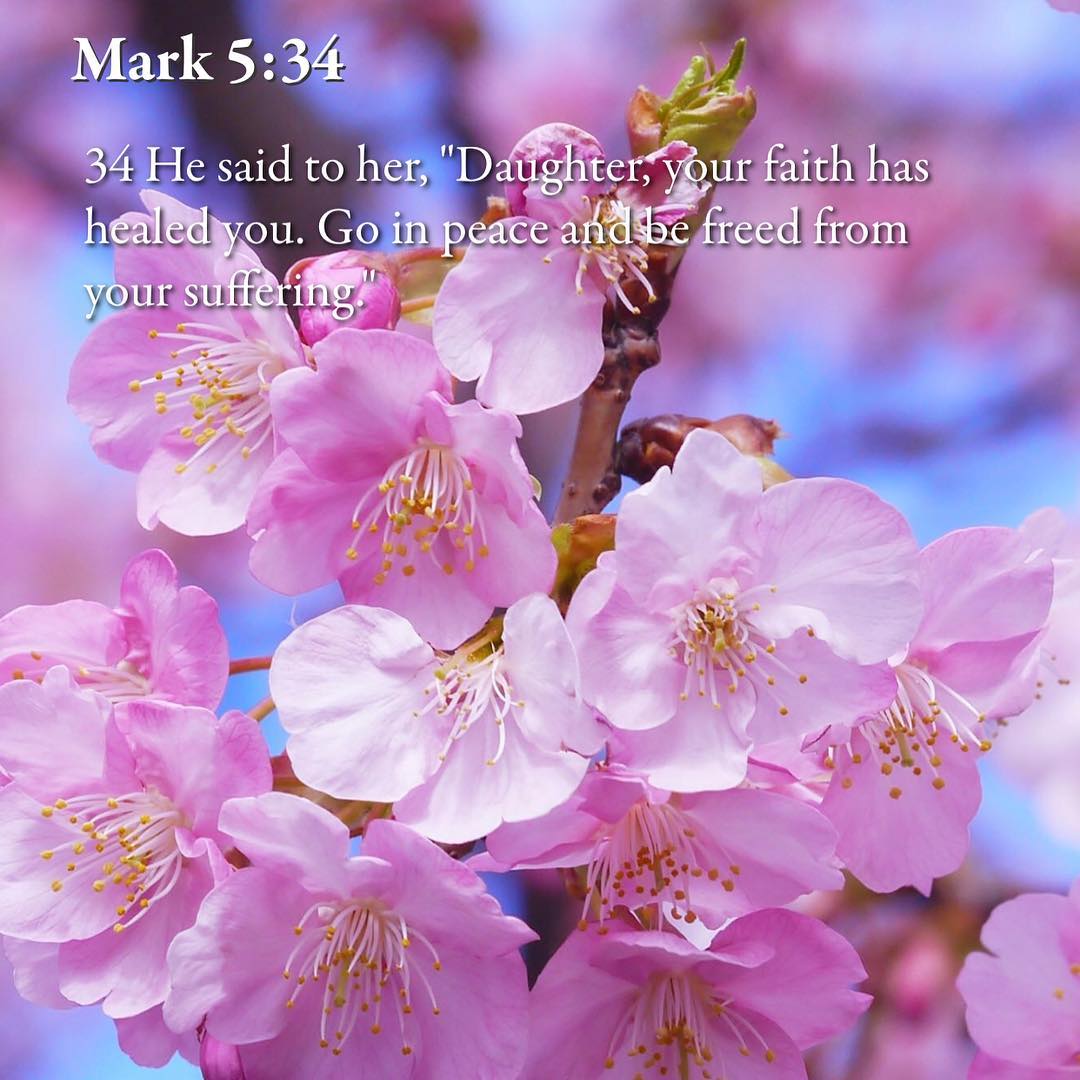 Mark 5:34
34 He said to her, "Daughter, your faith has
healed you. Go in peace and be freed from
your suffering."